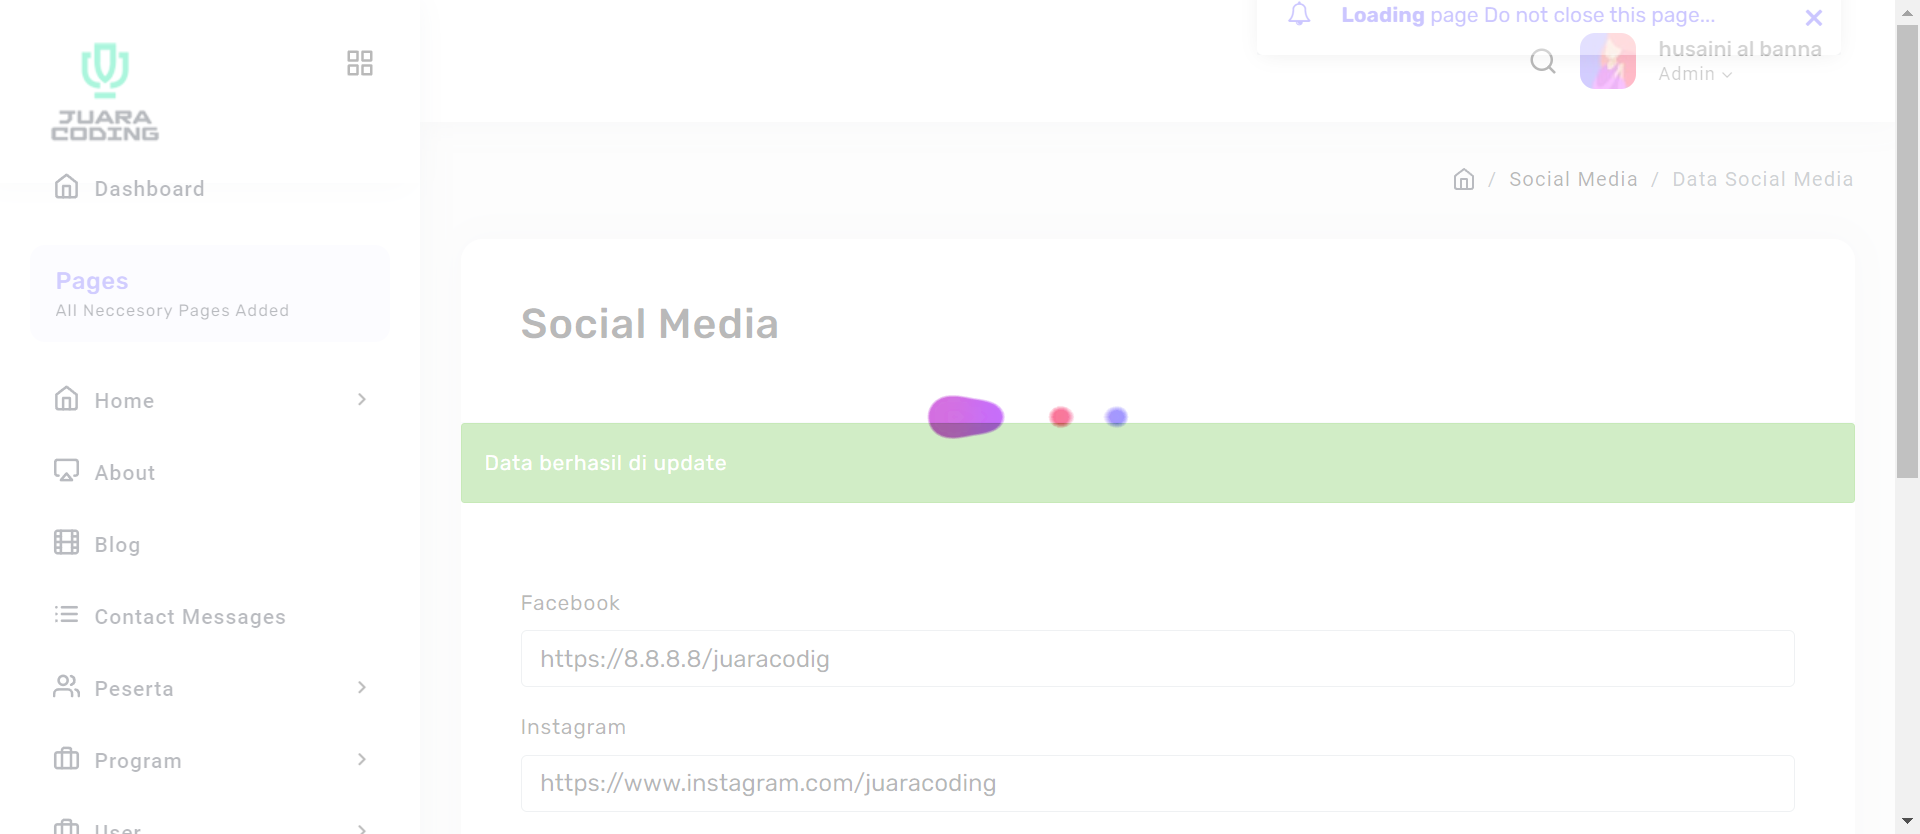 Loading page Do not close this page...
husaini al banna
Admin
JUARA
CODING
Dashboard
/ Social Media / Data Social Media
Pages
All Neccesory Pages Added
Social Media
Home
Data berhasil di update
About
Blog
Facebook
Contact Messages
https://8.8.8.8/juaracodig
Peserta
Instagram
Program
https://www.instagram.com/juaracoding
User